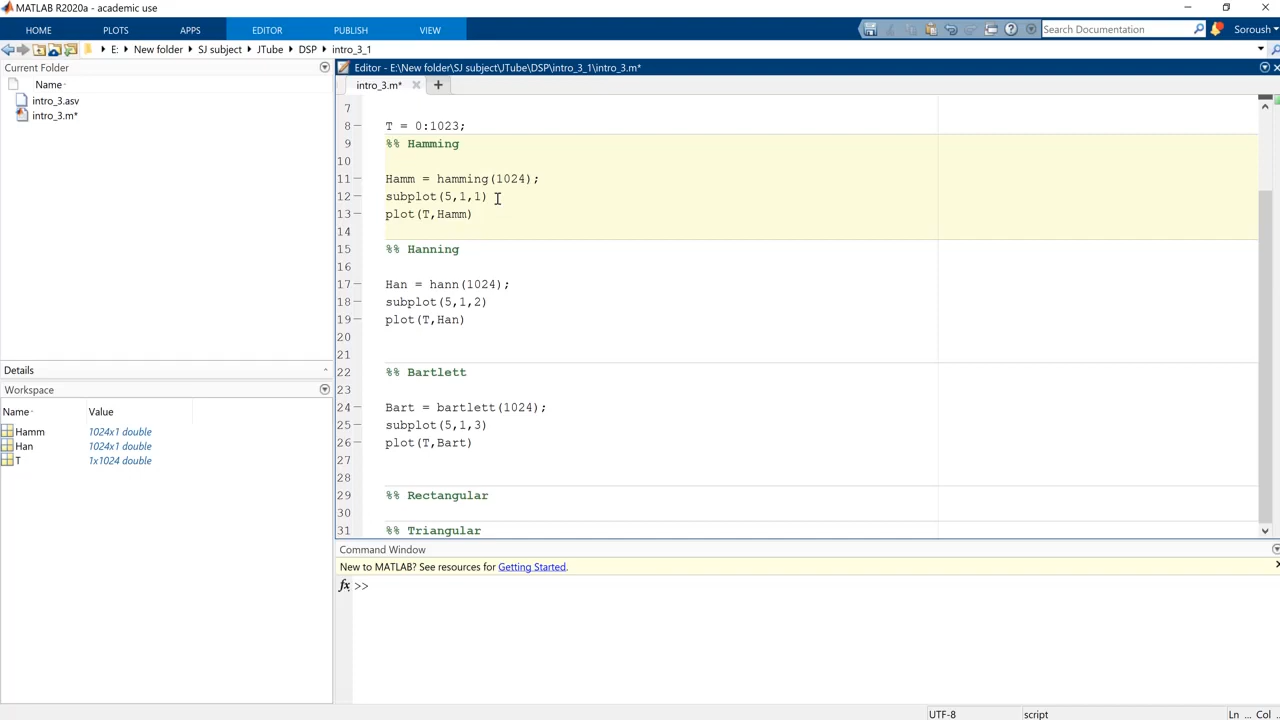 MATLAB R2020a - academic use
HOME PLOTS APPS EDITOR PUBLISH VIEW Search Documentation Soroush
E: New folder SJ subject JTube DSP intro_3_1
Current Folder
Name
intro_3.asv
intro_3.m*
Details
Workspace
Name Value
Hamm 1024x1 double
Han 1024x1 double
T 1x1024 double
Editor - E:\New folder\SJ subject\JTube\DSP\intro_3_1\intro_3.m*
intro_3.m*
7
8 T = 0:1023;
9 %% Hamming
10
11 Hamm = hamming(1024);
12 subplot(5,1,1)
13 plot(T,Hamm)
14
15 %% Hanning
16
17 Han = hann(1024);
18 subplot(5,1,2)
19 plot(T,Han)
20
21
22 %% Bartlett
23
24 Bart = bartlett(1024);
25 subplot(5,1,3)
26 plot(T,Bart)
27
28
29 %% Rectangular
30
31 %% Triangular
Command Window
New to MATLAB? See resources for Getting Started.
fx >>
UTF-8 script Ln ... Col